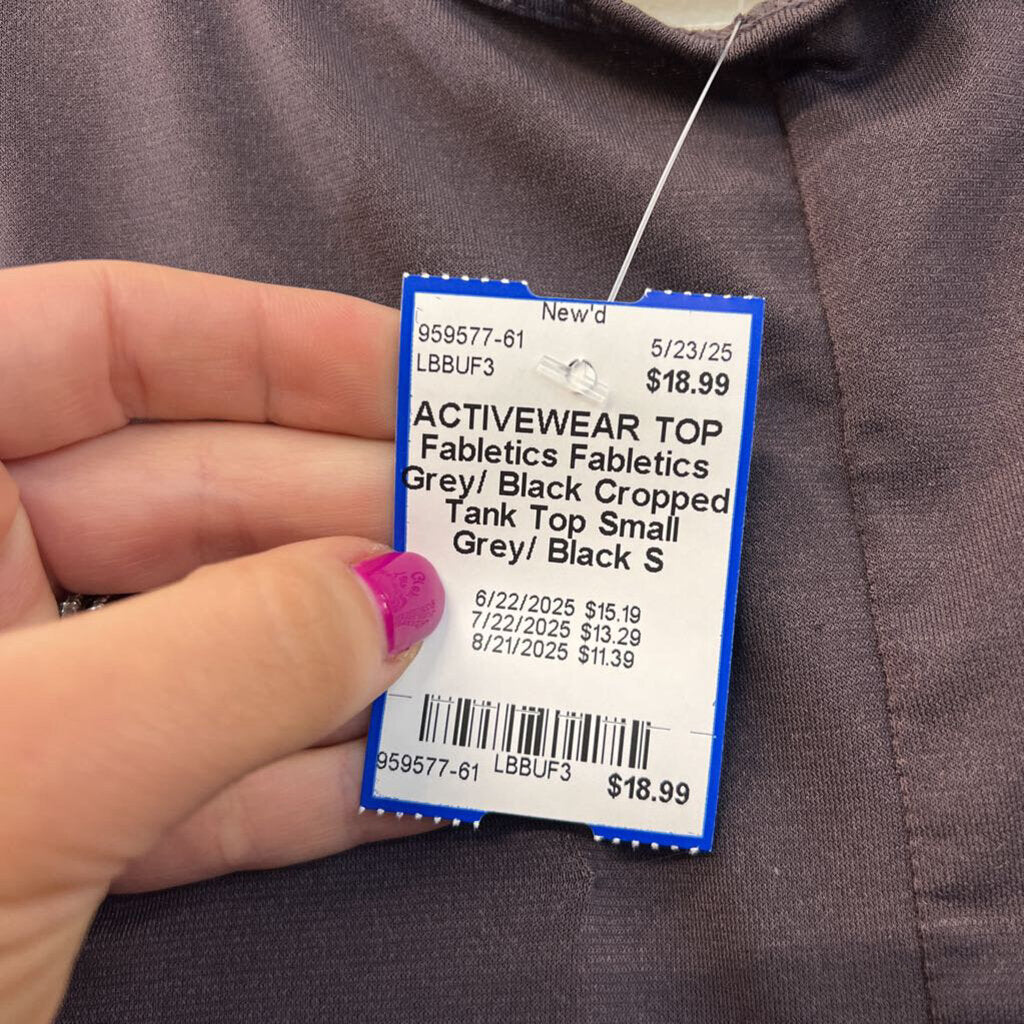 New'd
959577-61
5/23/25
LBBUF3
$18.99
ACTIVEWEAR TOP
Fabletics Fabletics
Grey/ Black Cropped
Tank Top Small
Grey/ Black S
6/22/2025 $15.19
7/22/2025 $13.29
8/21/2025 $11.39
959577-61 LBBUF3 $18.99